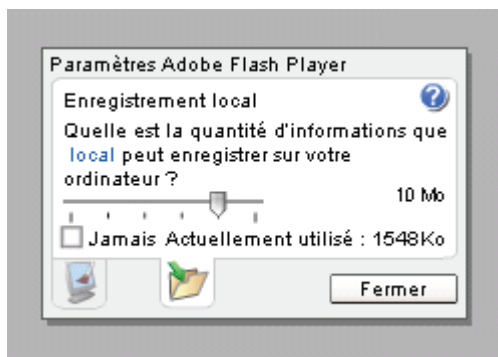 Paramètres Adobe Flash Player
Enregistrement local
?
Quelle est la quantité d'informations que
local peut enregistrer sur votre
ordinateur ?
10 Mo
Jamais Actuellement utilisé : 1548Ko
Fermer